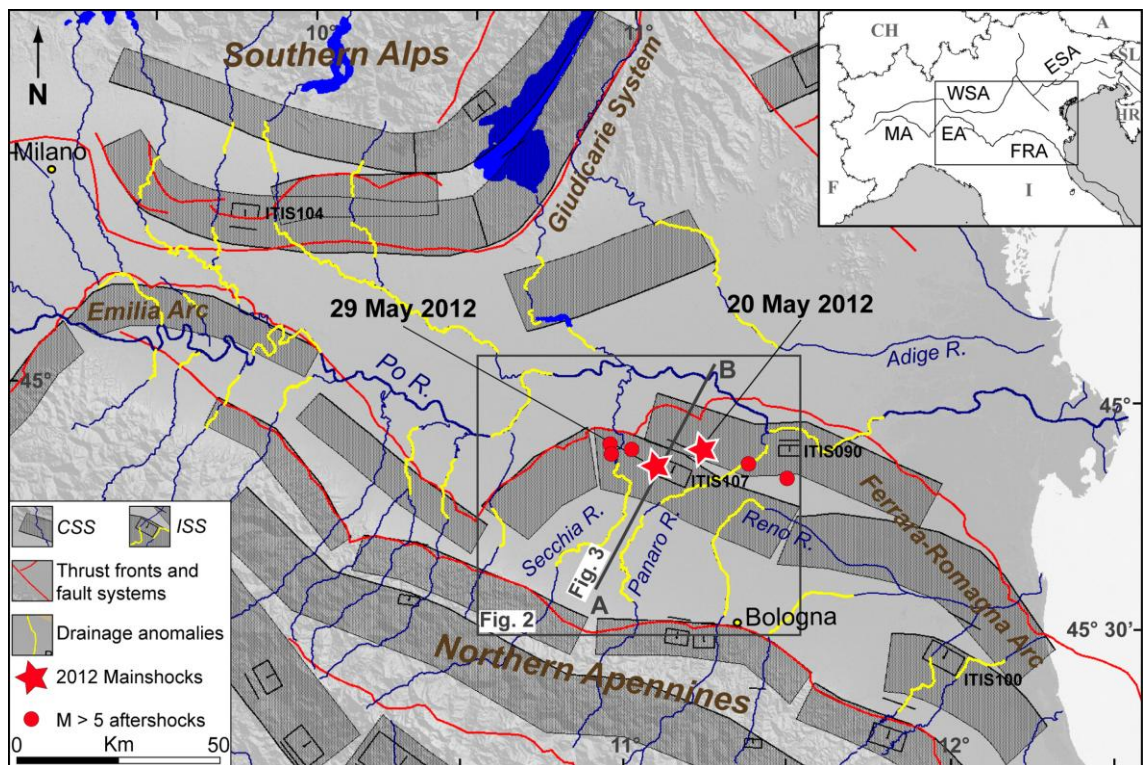 10°
11°
Southern Alps
N
Milano
Giudicarie System
ITIS104
CH
A
SL
ESA
WSA
HR
MA
EA
FRA
F
I
29 May 2012
20 May 2012
Emilia Arc
45°
Po R.
Adige R.
45°
B
ITIS090
ITIS107
Ferrara-Romagna Arc
Secchia R.
Panaro R.
Reno R.
Fig. 3
A
Fig. 2
Bologna
45° 30'
Northern Apennines
ITIS100
11°
12°
CSS
ISS
Thrust fronts and
fault systems
Drainage anomalies
2012 Mainshocks
M > 5 aftershocks
0 Km 50